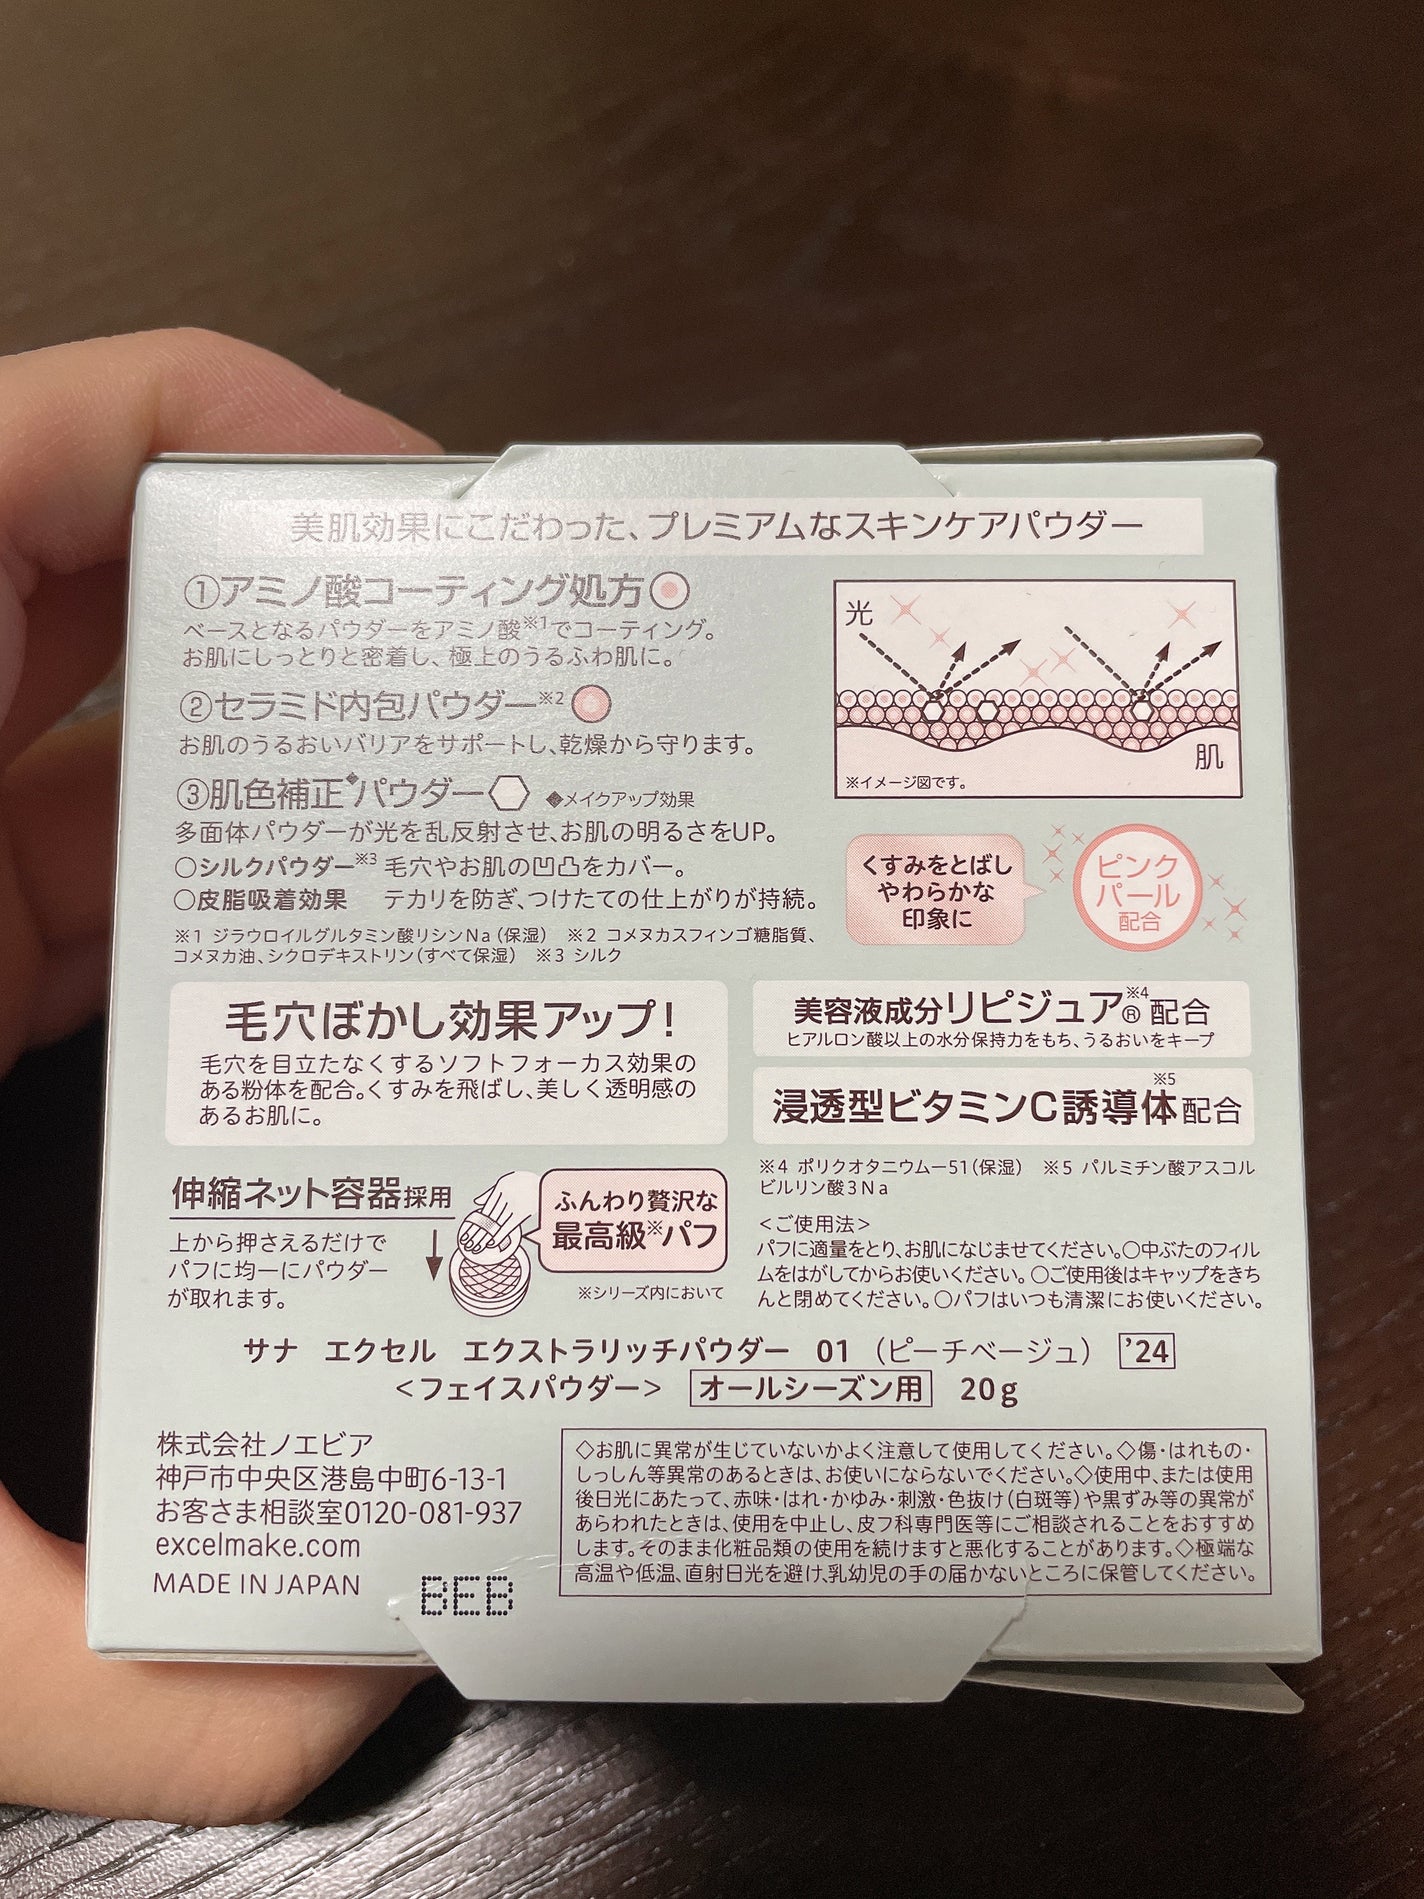 美肌効果にこだわった、プレミアムなスキンケアパウダー
①アミノ酸コーティング処方
ベースとなるパウダーをアミノ酸※1でコーティング。
お肌にしっとりと密着し、極上のうるふわ肌に。
②セラミド内包パウダー※2
お肌のうるおいバリアをサポートし、乾燥から守ります。
③肌色補正◆パウダー ◆メイクアップ効果
多面体パウダーが光を乱反射させ、お肌の明るさをUP。
○シルクパウダー※3 毛穴やお肌の凹凸をカバー。
○皮脂吸着効果 テカリを防ぎ、つけたての仕上がりが持続。
※1 ジラウロイルグルタミン酸リシンNa（保湿） ※2 コメヌカスフィンゴ糖脂質、
コメヌカ油、シクロデキストリン（すべて保湿） ※3 シルク
光
肌
※イメージ図です。
くすみをとばし
やわらかな
印象に
ピンク
パール
配合
毛穴ぼかし効果アップ！
毛穴を目立たなくするソフトフォーカス効果の
ある粉体を配合。くすみを飛ばし、美しく透明感の
あるお肌に。
美容液成分リピジュア※4®配合
ヒアルロン酸以上の水分保持力をもち、うるおいをキープ
浸透型ビタミンC誘導体※5配合
※4 ポリクオタニウムー51（保湿） ※5 パルミチン酸アスコル
ビルリン酸3Na
伸縮ネット容器採用
上から押さえるだけで
パフに均一にパウダー
が取れます。
ふんわり贅沢な
最高級※パフ
※シリーズ内において
＜ご使用法＞
パフに適量をとり、お肌になじませてください。○中ぶたのフィル
ムをはがしてからお使いください。○ご使用後はキャップをきち
んと閉めてください。○パフはいつも清潔にお使いください。
サナ エクセル エクストラリッチパウダー 01 （ピーチベージュ） ’24
＜フェイスパウダー＞ オールシーズン用 20g
株式会社ノエビア
神戸市中央区港島中町6-13-1
お客さま相談室0120-081-937
excelmake.com
MADE IN JAPAN
BEB
◇お肌に異常が生じていないかよく注意して使用してください。◇傷・はれもの・
しっしん等異常のあるときは、お使いにならないでください。◇使用中、または使用
後日光にあたって、赤味・はれ・かゆみ・刺激・色抜け（白斑等）や黒ずみ等の異常が
あらわれたときは、使用を中止し、皮フ科専門医等にご相談されることをおすすめ
します。そのまま化粧品類の使用を続けますと悪化することがあります。◇極端な
高温や低温、直射日光を避け、乳幼児の手の届かないところに保管してください。